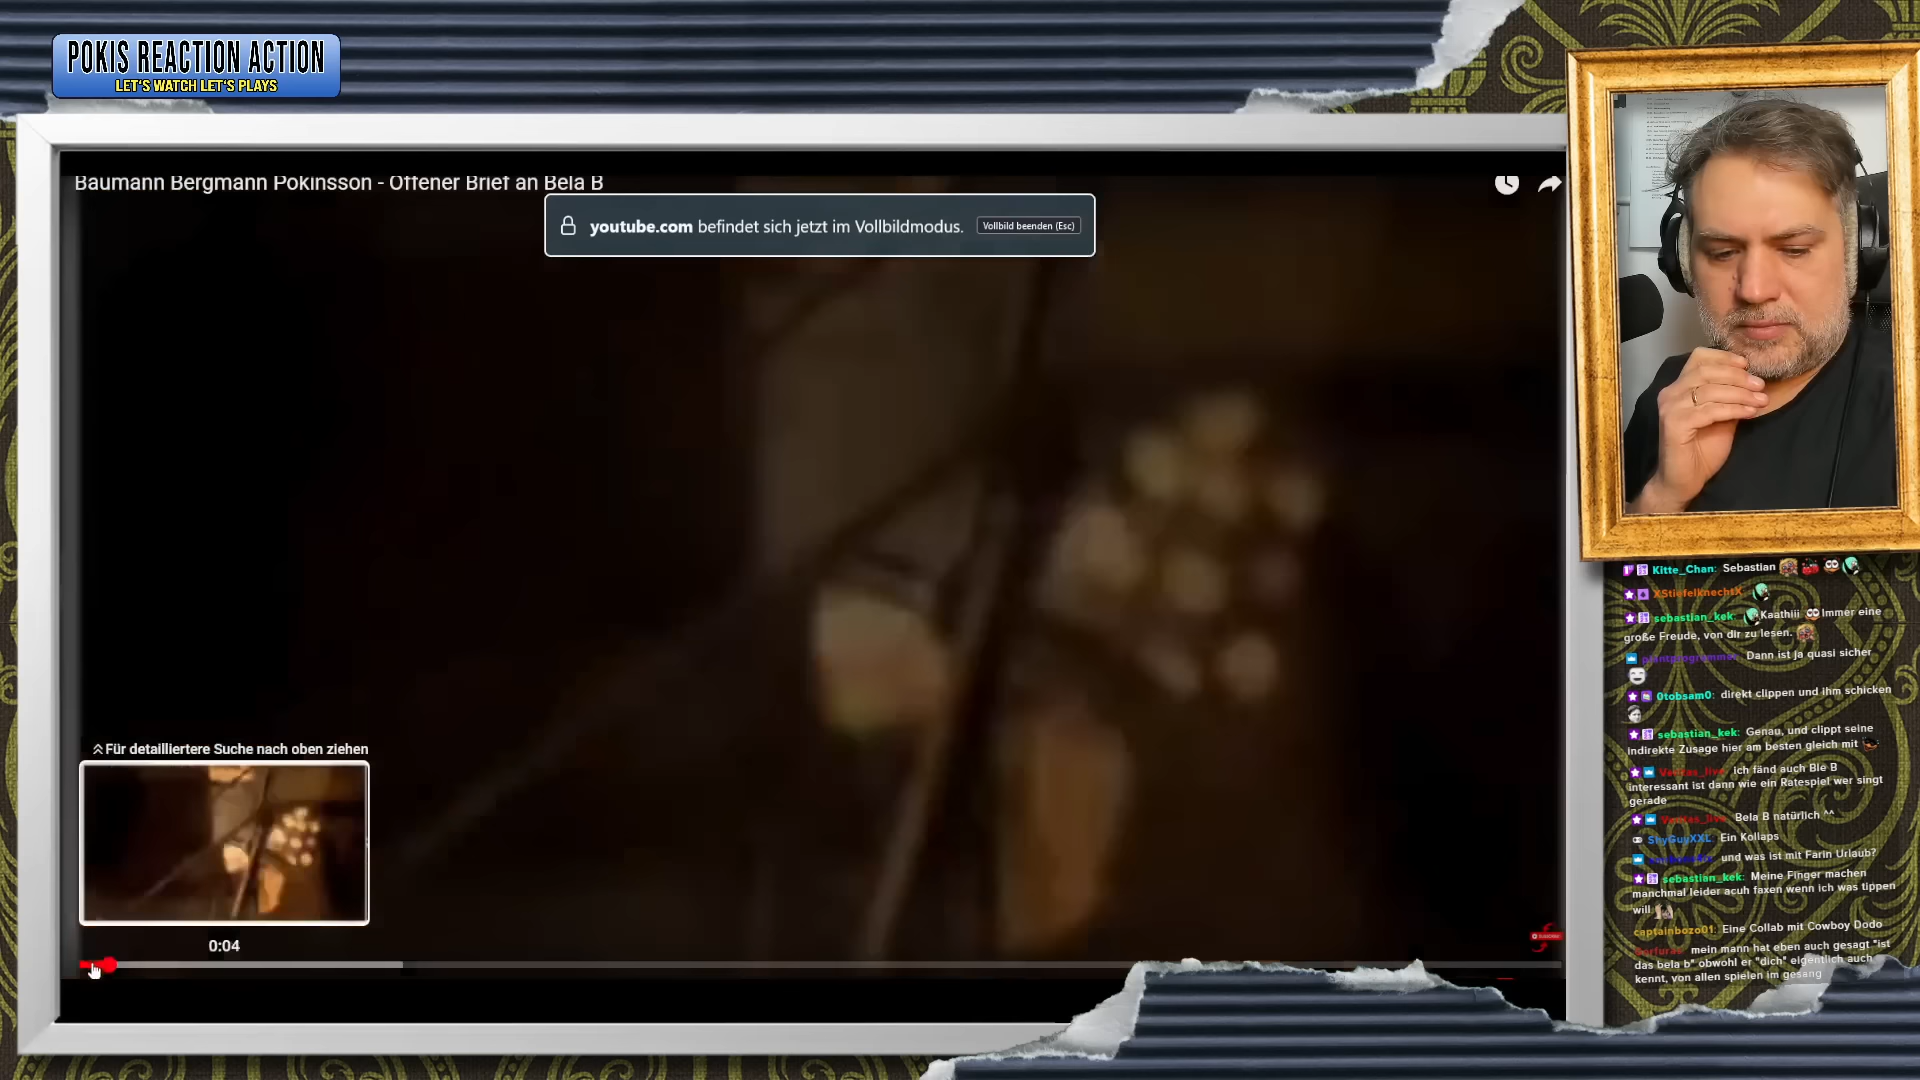 POKIS REACTION ACTION
LET'S WATCH LET'S PLAYS
Baumann Bergmann Pokinsson - Offener Brief an Bela B
youtube.com befindet sich jetzt im Vollbildmodus. Vollbild beenden (Esc)
Für detailliertere Suche nach oben ziehen
0:04
Kitte_Chan: Sebastian
XStiefelknechtX
sebastian_kek: Kaathiii Immer eine
große Freude, von dir zu lesen.
Dann ist ja quasi sicher
0tobsam0: direkt clippen und ihm schicken
sebastian_kek: Genau, und clippt seine
indirekte Zusage hier am besten gleich mit
ich fänd auch Ble B
interessant ist dann wie ein Ratespiel wer singt
gerade
Bela B natürlich ^^
ShyGuyXXL: Ein Kollaps
und was ist mit Farin Urlaub?
sebastian_kek: Meine Finger machen
manchmal leider acuh faxen wenn ich was tippen
will
captainbozo01: Eine Collab mit Cowboy Dodo
mein mann hat eben auch gesagt "ist
das bela b" obwohl er "dich" eigentlich auch
kennt, von allen spielen im gesang